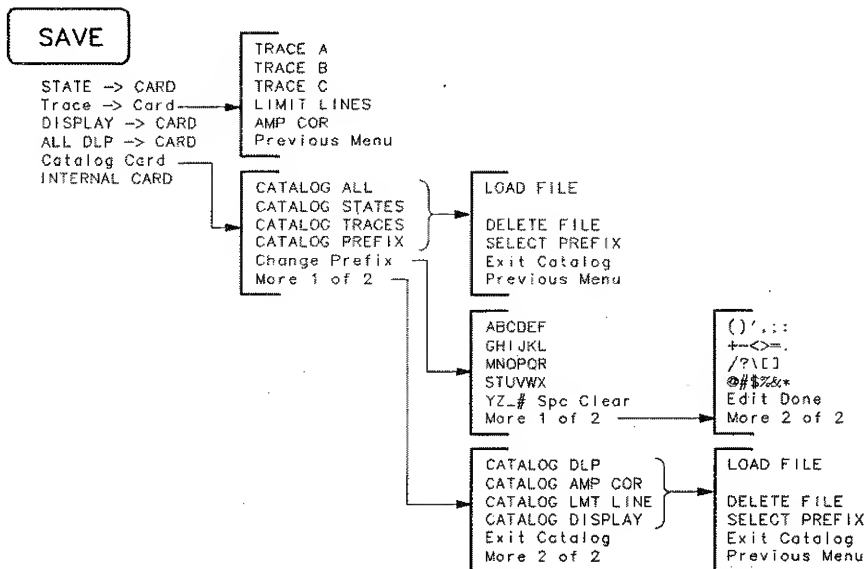 SAVE
STATE -> CARD
Trace -> Card
DISPLAY -> CARD
ALL DLP -> CARD
Catalog Card
INTERNAL CARD
TRACE A
TRACE B
TRACE C
LIMIT LINES
AMP COR
Previous Menu
CATALOG ALL
CATALOG STATES
CATALOG TRACES
CATALOG PREFIX
Change Prefix
More 1 of 2
LOAD FILE
DELETE FILE
SELECT PREFIX
Exit Catalog
Previous Menu
ABCDEF
GHIJKL
MNOPQR
STUVWX
YZ_# Spc Clear
More 1 of 2
()',;:
+-<>=.
/?\[]
@#$%&*
Edit Done
More 2 of 2
CATALOG DLP
CATALOG AMP COR
CATALOG LMT LINE
CATALOG DISPLAY
Exit Catalog
More 2 of 2
LOAD FILE
DELETE FILE
SELECT PREFIX
Exit Catalog
Previous Menu